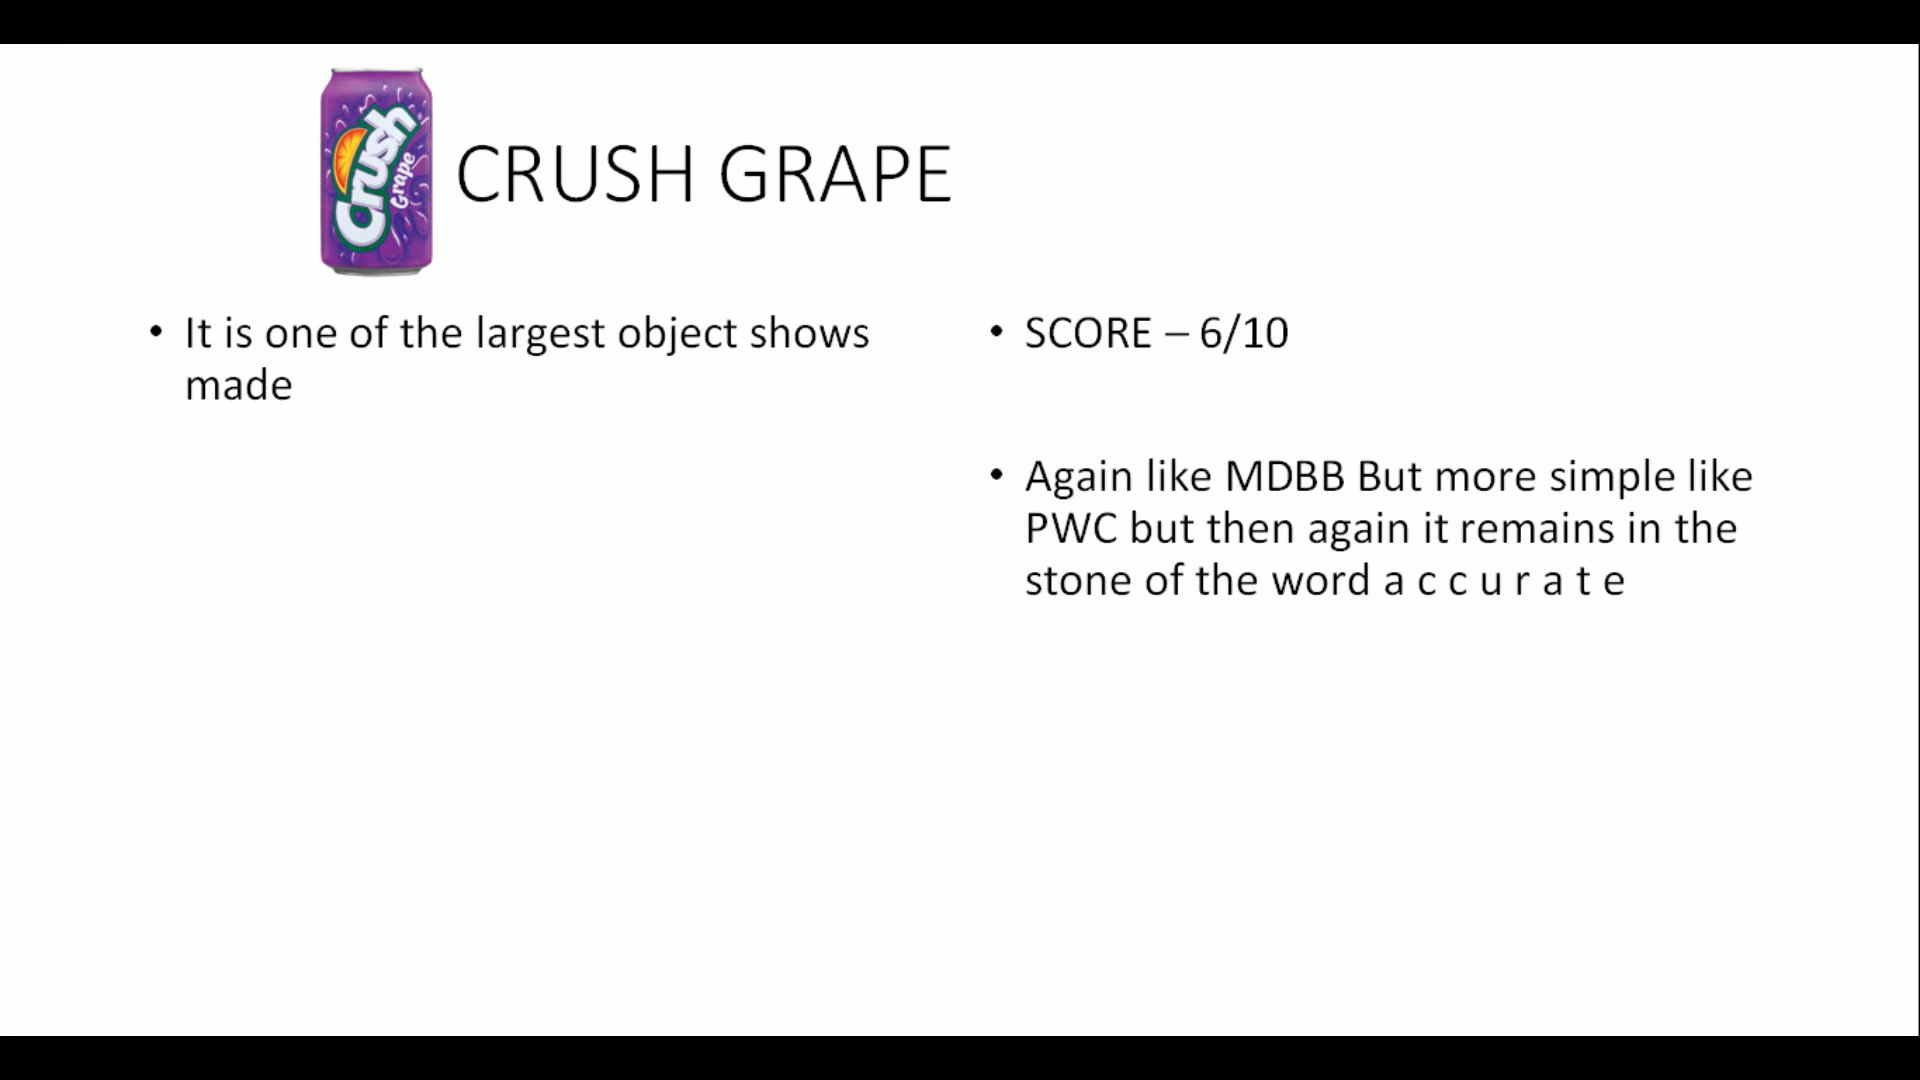 Crush
Grape
CRUSH GRAPE
• It is one of the largest object shows
made
• SCORE – 6/10
• Again like MDBB But more simple like
PWC but then again it remains in the
stone of the word a c c u r a t e